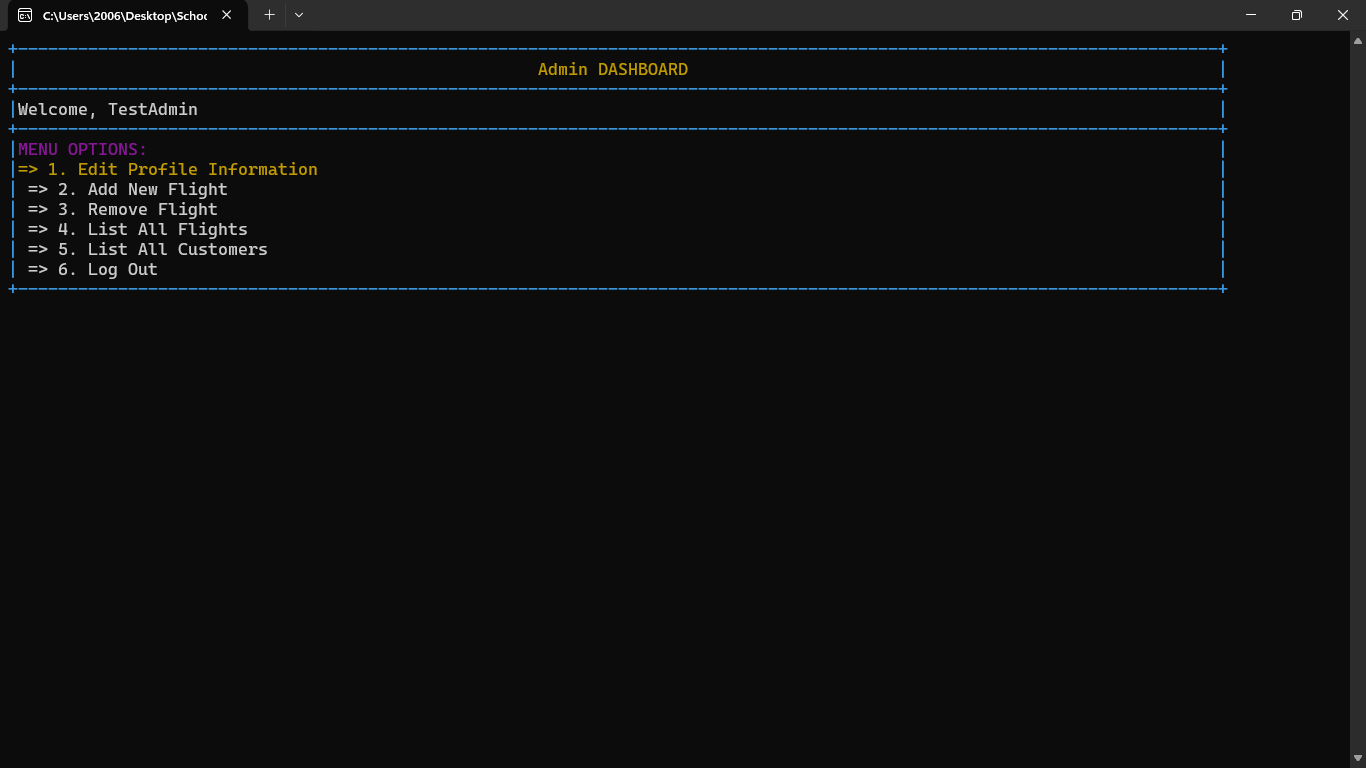 C:\Users\2006\Desktop\Schoo
Admin DASHBOARD
Welcome, TestAdmin
MENU OPTIONS:
=> 1. Edit Profile Information
=> 2. Add New Flight
=> 3. Remove Flight
=> 4. List All Flights
=> 5. List All Customers
=> 6. Log Out